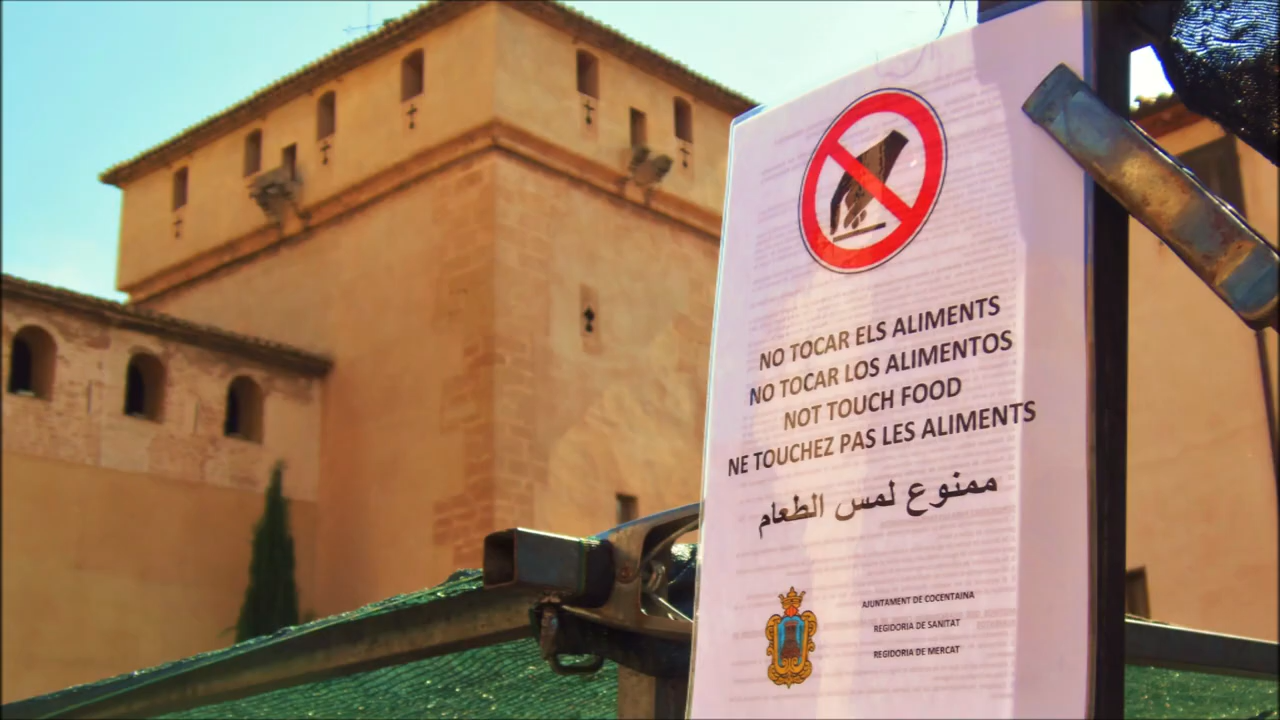 NO TOCAR ELS ALIMENTS
NO TOCAR LOS ALIMENTOS
NOT TOUCH FOOD
NE TOUCHEZ PAS LES ALIMENTS
ممنوع لمس الطعام
AJUNTAMENT DE COCENTAINA
REGIDORIA DE SANITAT
REGIDORIA DE MERCAT